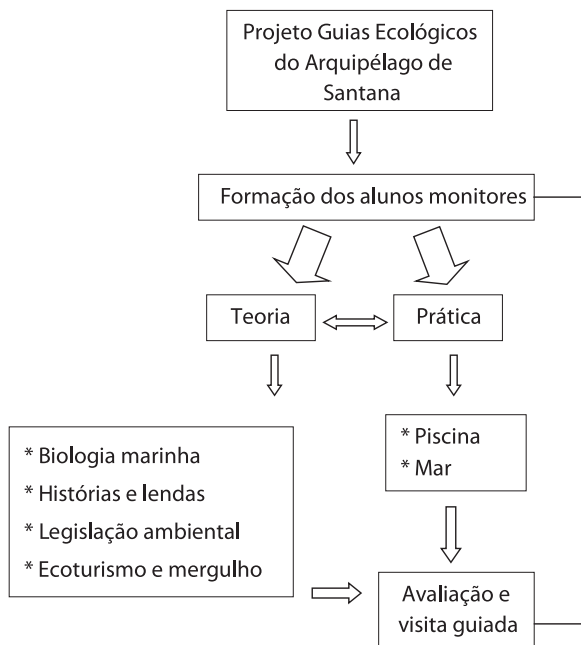 Projeto Guias Ecológicos
do Arquipélago de
Santana
Formação dos alunos monitores
Teoria
Prática
* Biologia marinha
* Histórias e lendas
* Legislação ambiental
* Ecoturismo e mergulho
* Piscina
* Mar
Avaliação e
visita guiada